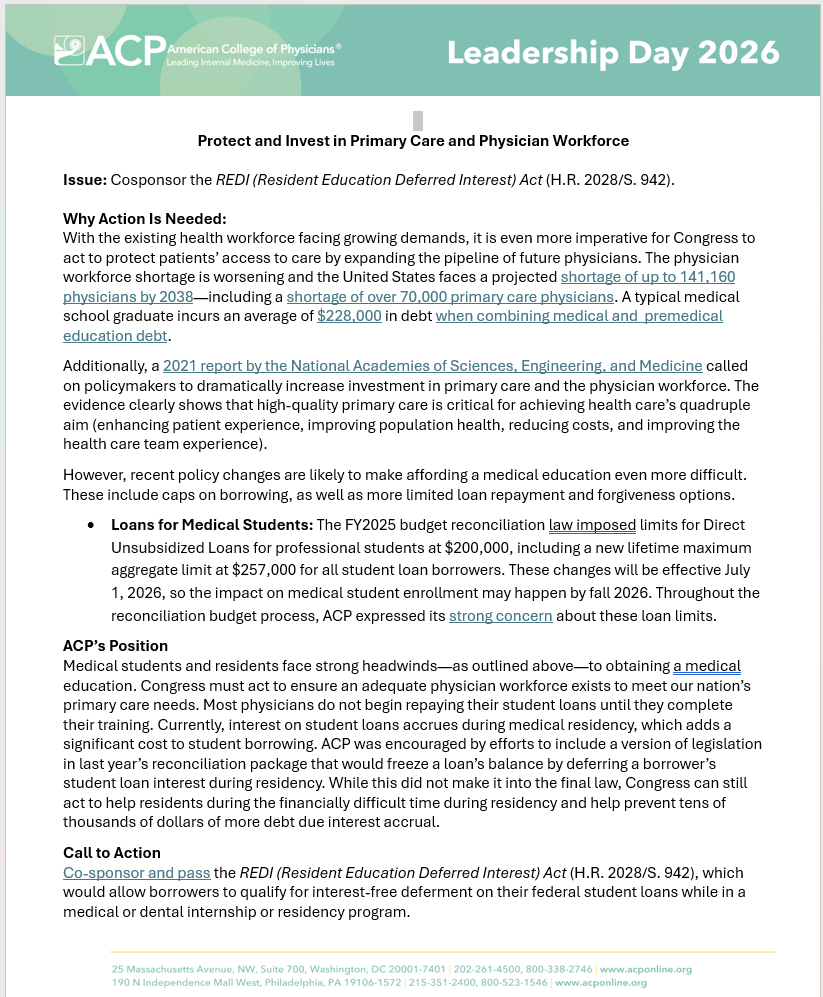 ACP American College of Physicians®
Leading Internal Medicine, Improving Lives
Leadership Day 2026
Protect and Invest in Primary Care and Physician Workforce
Issue: Cosponsor the REDI (Resident Education Deferred Interest) Act (H.R. 2028/S. 942).
Why Action Is Needed:
With the existing health workforce facing growing demands, it is even more imperative for Congress to
act to protect patients’ access to care by expanding the pipeline of future physicians. The physician
workforce shortage is worsening and the United States faces a projected shortage of up to 141,160
physicians by 2038—including a shortage of over 70,000 primary care physicians. A typical medical
school graduate incurs an average of $228,000 in debt when combining medical and  premedical
education debt.
Additionally, a 2021 report by the National Academies of Sciences, Engineering, and Medicine called
on policymakers to dramatically increase investment in primary care and the physician workforce. The
evidence clearly shows that high-quality primary care is critical for achieving health care’s quadruple
aim (enhancing patient experience, improving population health, reducing costs, and improving the
health care team experience).
However, recent policy changes are likely to make affording a medical education even more difficult.
These include caps on borrowing, as well as more limited loan repayment and forgiveness options.
• Loans for Medical Students: The FY2025 budget reconciliation law imposed limits for Direct
Unsubsidized Loans for professional students at $200,000, including a new lifetime maximum
aggregate limit at $257,000 for all student loan borrowers. These changes will be effective July
1, 2026, so the impact on medical student enrollment may happen by fall 2026. Throughout the
reconciliation budget process, ACP expressed its strong concern about these loan limits.
ACP’s Position
Medical students and residents face strong headwinds—as outlined above—to obtaining a medical
education. Congress must act to ensure an adequate physician workforce exists to meet our nation’s
primary care needs. Most physicians do not begin repaying their student loans until they complete
their training. Currently, interest on student loans accrues during medical residency, which adds a
significant cost to student borrowing. ACP was encouraged by efforts to include a version of legislation
in last year’s reconciliation package that would freeze a loan’s balance by deferring a borrower’s
student loan interest during residency. While this did not make it into the final law, Congress can still
act to help residents during the financially difficult time during residency and help prevent tens of
thousands of dollars of more debt due interest accrual.
Call to Action
Co-sponsor and pass the REDI (Resident Education Deferred Interest) Act (H.R. 2028/S. 942), which
would allow borrowers to qualify for interest-free deferment on their federal student loans while in a
medical or dental internship or residency program.
25 Massachusetts Avenue, NW, Suite 700, Washington, DC 20001-7401 | 202-261-4500, 800-338-2746 | www.acponline.org
190 N Independence Mall West, Philadelphia, PA 19106-1572 | 215-351-2400, 800-523-1546 | www.acponline.org